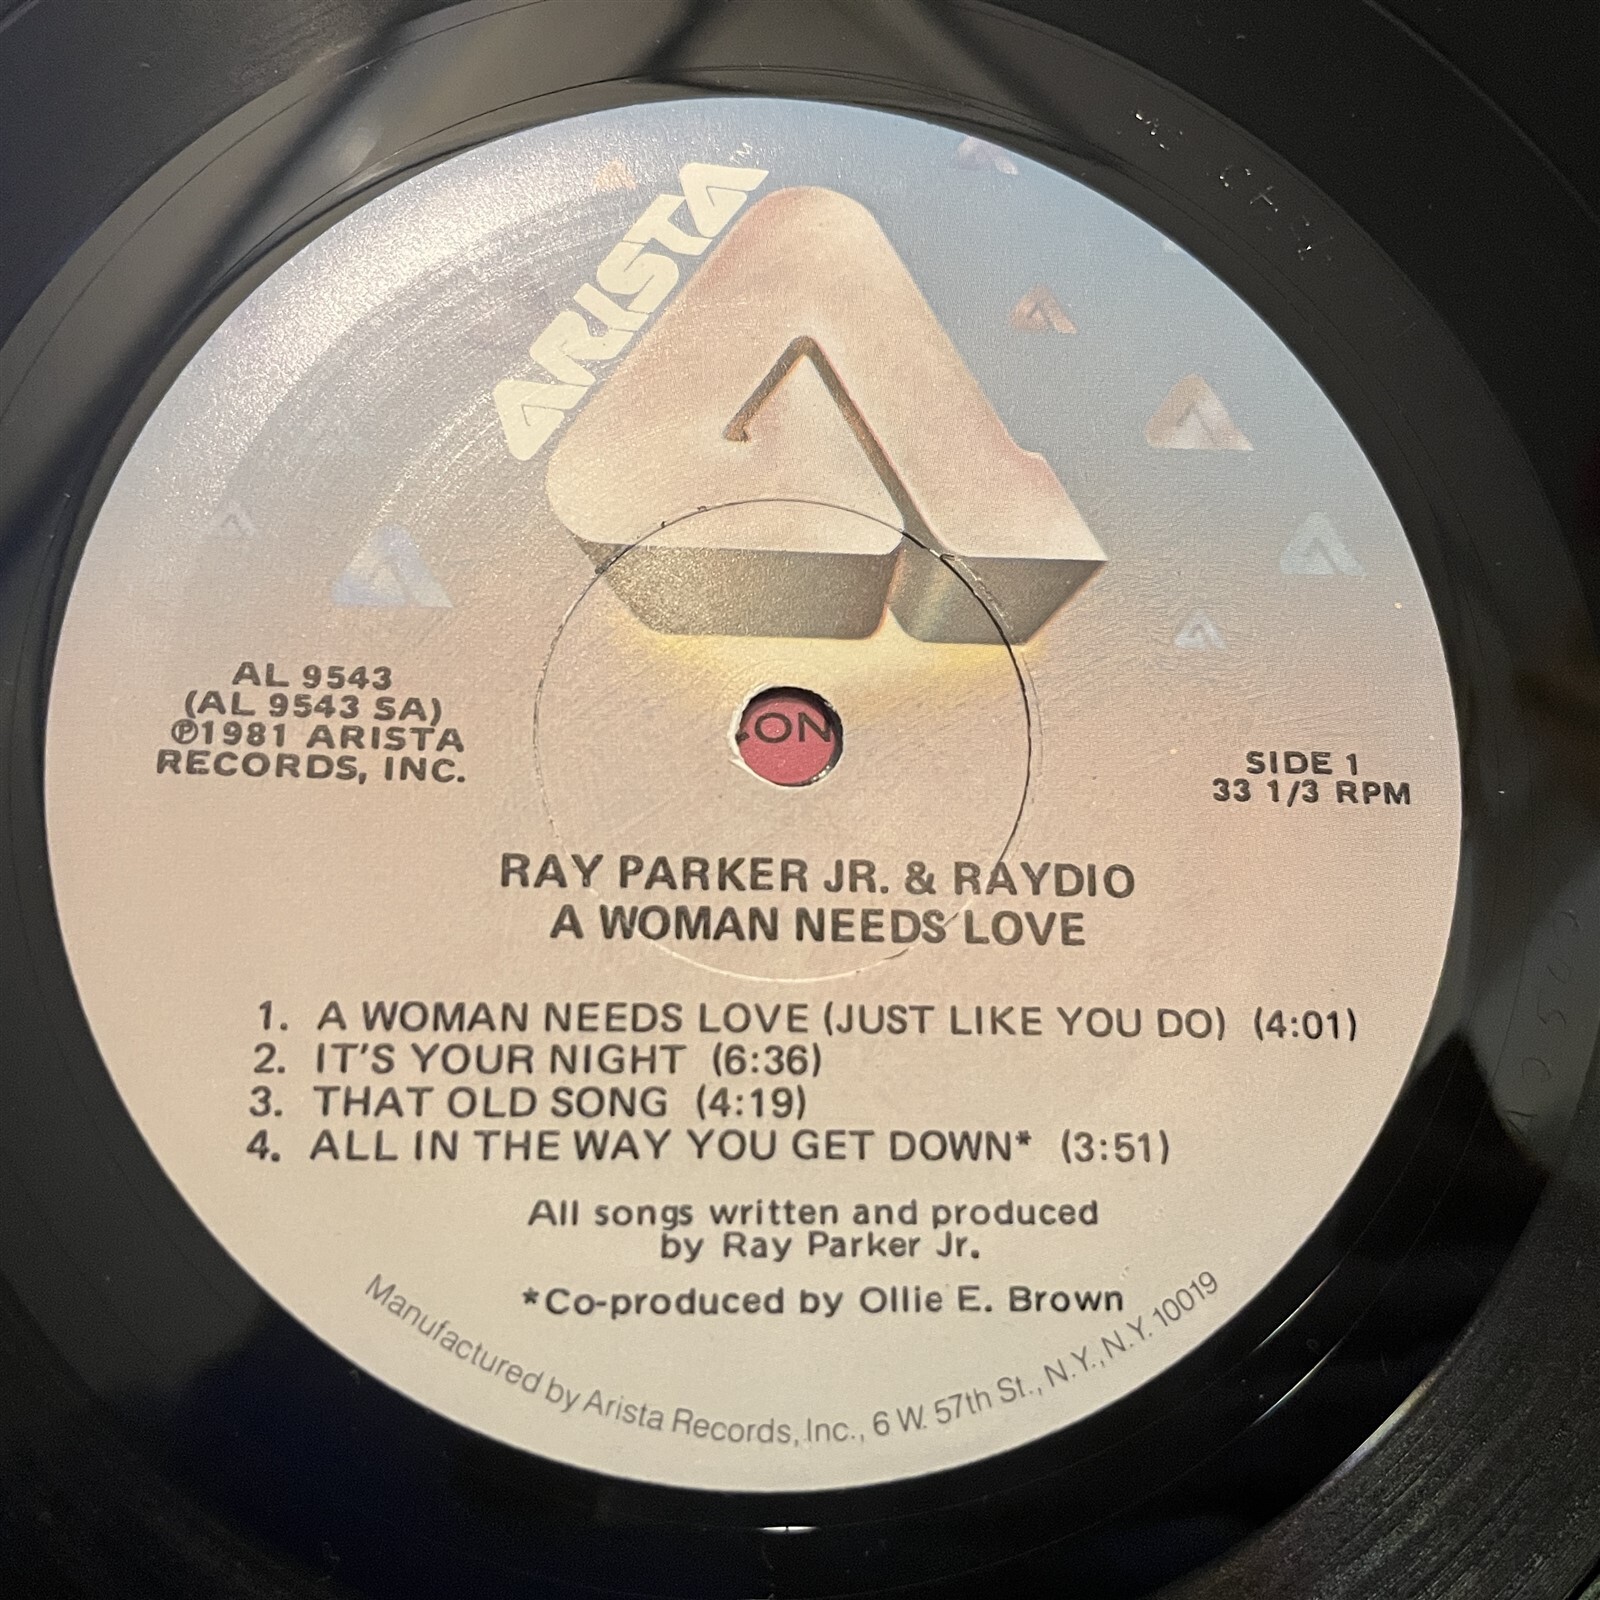 ARISTA
AL 9543
(AL 9543 SA)
℗1981 ARISTA
RECORDS, INC.
ON
SIDE 1
33 1/3 RPM
RAY PARKER JR. & RAYDIO
A WOMAN NEEDS LOVE
1. A WOMAN NEEDS LOVE (JUST LIKE YOU DO) (4:01)
2. IT'S YOUR NIGHT (6:36)
3. THAT OLD SONG (4:19)
4. ALL IN THE WAY YOU GET DOWN* (3:51)
All songs written and produced
by Ray Parker Jr.
*Co-produced by Ollie E. Brown
Manufactured by Arista Records, Inc., 6 W. 57th St., N.Y., N.Y. 10019